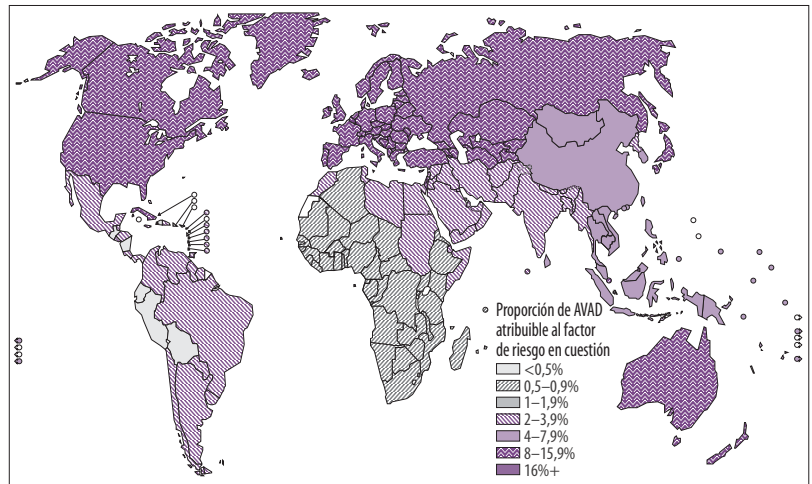 Proporción de AVAD
atribuible al factor
de riesgo en cuestión
<0,5%
0,5–0,9%
1–1,9%
2–3,9%
4–7,9%
8–15,9%
16%+